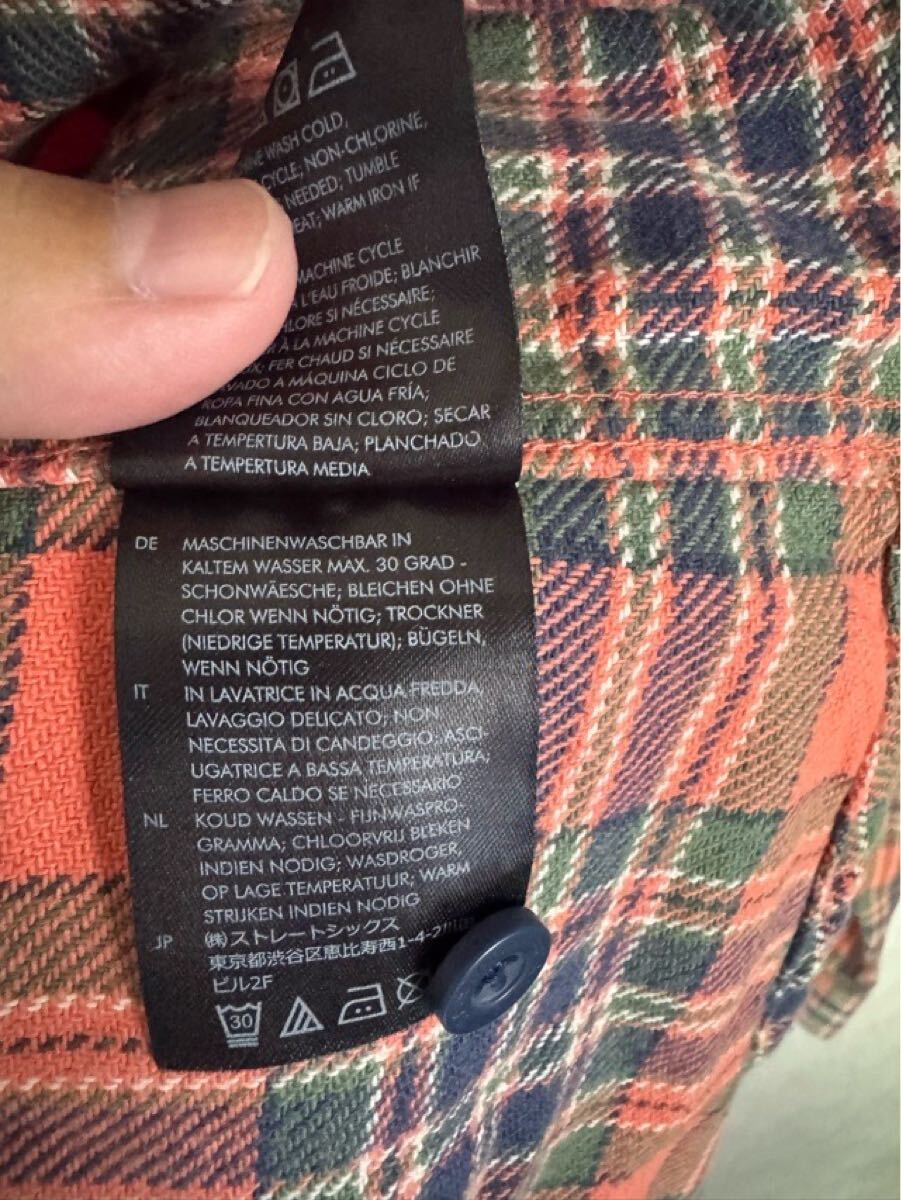 WASH COLD,
CYCLE; NON-CHLORINE,
NEEDED; TUMBLE
WARM IRON IF
MACHINE CYCLE
L'EAU FROIDE; BLANCHIR
SI NÉCESSAIRE;
À LA MACHINE CYCLE
FER CHAUD SI NÉCESSAIRE
A MÁQUINA CICLO DE
ROPA FINA CON AGUA FRÍA;
BLANQUEADOR SIN CLORO; SECAR
A TEMPERTURA BAJA; PLANCHADO
A TEMPERTURA MEDIA
DE MASCHINENWASCHBAR IN
KALTEM WASSER MAX. 30 GRAD -
SCHONWÄESCHE; BLEICHEN OHNE
CHLOR WENN NÖTIG; TROCKNER
(NIEDRIGE TEMPERATUR); BÜGELN,
WENN NÖTIG
IT IN LAVATRICE IN ACQUA FREDDA,
LAVAGGIO DELICATO; NON
NECESSITA DI CANDEGGIO; ASCI-
UGATRICE A BASSA TEMPERATURA;
FERRO CALDO SE NECESSARIO
NL KOUD WASSEN - FIJNWASPRO-
GRAMMA; CHLOORVRIJ BLEKEN
INDIEN NODIG; WASDROGER,
OP LAGE TEMPERATUUR; WARM
STRIJKEN INDIEN NODIG
JP (株)ストレートシックス
東京都渋谷区恵比寿西1-4-2
ビル2F
30